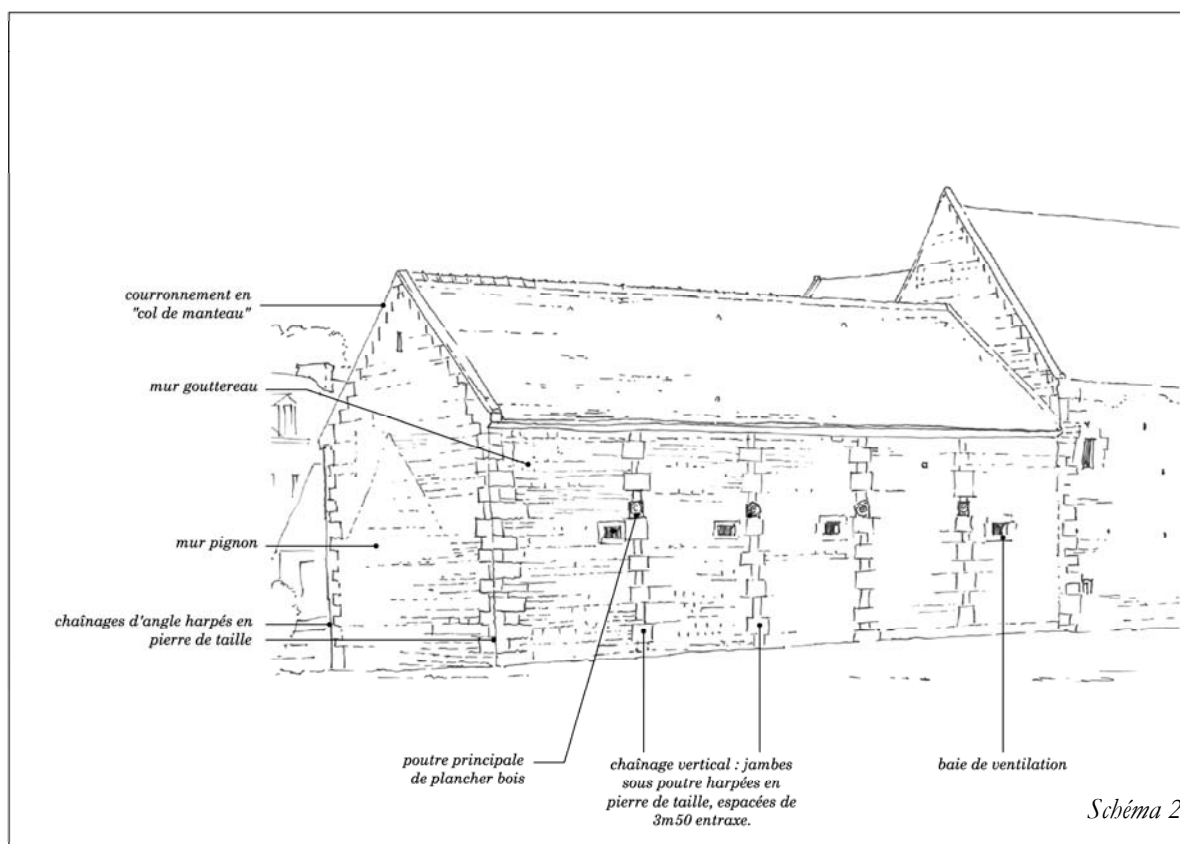 courronnement en
"col de manteau"
mur gouttereau
mur pignon
chaînages d'angle harpés en
pierre de taille
poutre principale
de plancher bois
chaînage vertical : jambes
sous poutre harpées en
pierre de taille, espacées de
3m50 entraxe.
baie de ventilation
Schéma 2